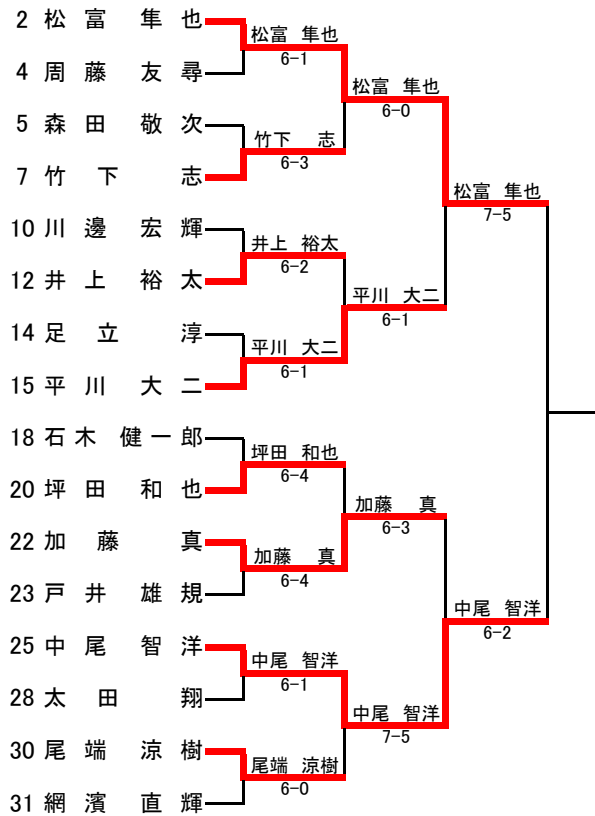 2 松 富 隼 也
4 周 藤 友 尋
5 森 田 敬 次
7 竹 下 志
10 川 邊 宏 輝
12 井 上 裕 太
14 足 立 淳
15 平 川 大 二
18 石 木 健 一 郎
20 坪 田 和 也
22 加 藤 真
23 戸 井 雄 規
25 中 尾 智 洋
28 太 田 翔
30 尾 端 涼 樹
31 網 濱 直 輝
松富 隼也
6-1
竹下 志
6-3
井上 裕太
6-2
平川 大二
6-1
坪田 和也
6-4
加藤 真
6-4
中尾 智洋
6-1
尾端 涼樹
6-0
松富 隼也
6-0
平川 大二
6-1
加藤 真
6-3
中尾 智洋
7-5
松富 隼也
7-5
中尾 智洋
6-2